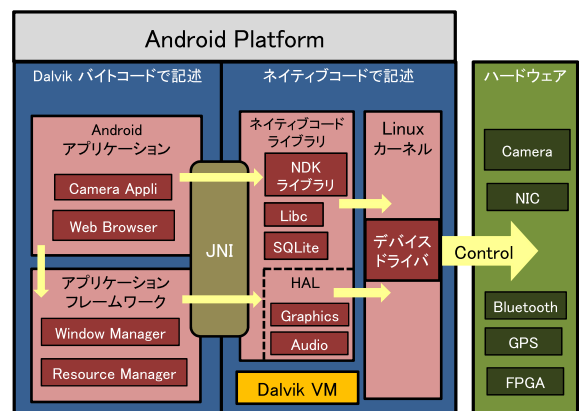 Android Platform
Dalvik バイトコードで記述
ネイティブコードで記述
ハードウェア
Android
アプリケーション
Camera Appli
Web Browser
アプリケーション
フレームワーク
Window Manager
Resource Manager
JNI
ネイティブコード
ライブラリ
NDK
ライブラリ
Libc
SQLite
HAL
Graphics
Audio
Dalvik VM
Linux
カーネル
デバイス
ドライバ
Control
Camera
NIC
Bluetooth
GPS
FPGA